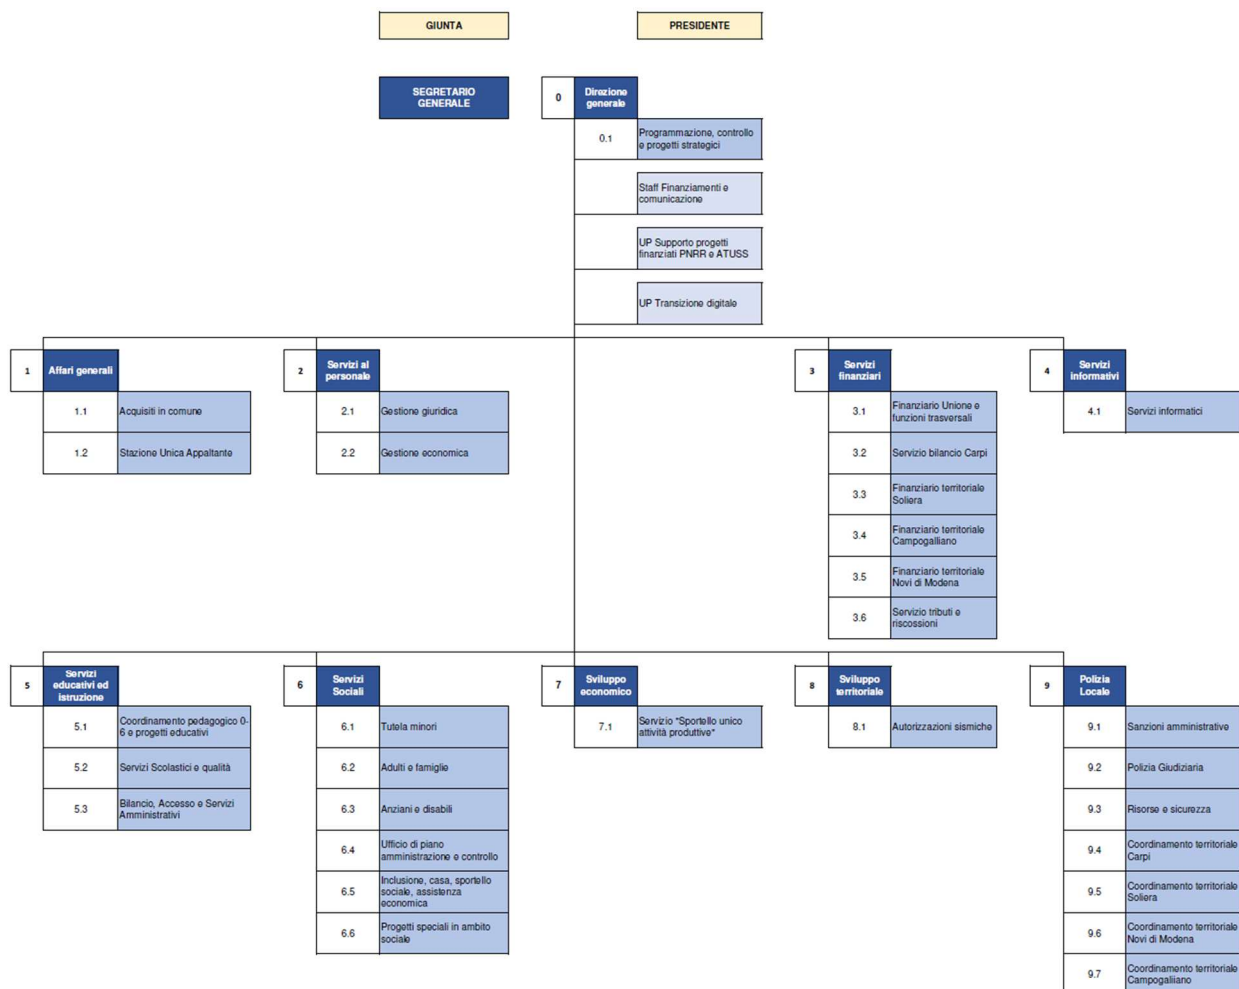 GIUNTA
PRESIDENTE
SEGRETARIO
GENERALE
0
Direzione
generale
0.1
Programmazione, controllo
e progetti strategici
Staff Finanziamenti e
comunicazione
UP Supporto progetti
finanziati PNRR e ATUSS
UP Transizione digitale
1
Affari generali
1.1
Acquisiti in comune
1.2
Stazione Unica Appaltante
2
Servizi al
personale
2.1
Gestione giuridica
2.2
Gestione economica
3
Servizi
finanziari
3.1
Finanziario Unione e
funzioni trasversali
3.2
Servizio bilancio Carpi
3.3
Finanziario territoriale
Soliera
3.4
Finanziario territoriale
Campogalliano
3.5
Finanziario territoriale
Novi di Modena
3.6
Servizio tributi e
riscossioni
4
Servizi
informativi
4.1
Servizi informatici
5
Servizi
educativi ed
istruzione
5.1
Coordinamento pedagogico 0-
6 e progetti educativi
5.2
Servizi Scolastici e qualità
5.3
Bilancio, Accesso e Servizi
Amministrativi
6
Servizi
Sociali
6.1
Tutela minori
6.2
Adulti e famiglie
6.3
Anziani e disabili
6.4
Ufficio di piano
amministrazione e controllo
6.5
Inclusione, casa, sportello
sociale, assistenza
economica
6.6
Progetti speciali in ambito
sociale
7
Sviluppo
economico
7.1
Servizio "Sportello unico
attività produttive"
8
Sviluppo
territoriale
8.1
Autorizzazioni sismiche
9
Polizia
Locale
9.1
Sanzioni amministrative
9.2
Polizia Giudiziaria
9.3
Risorse e sicurezza
9.4
Coordinamento territoriale
Carpi
9.5
Coordinamento territoriale
Soliera
9.6
Coordinamento territoriale
Novi di Modena
9.7
Coordinamento territoriale
Campogaliiano